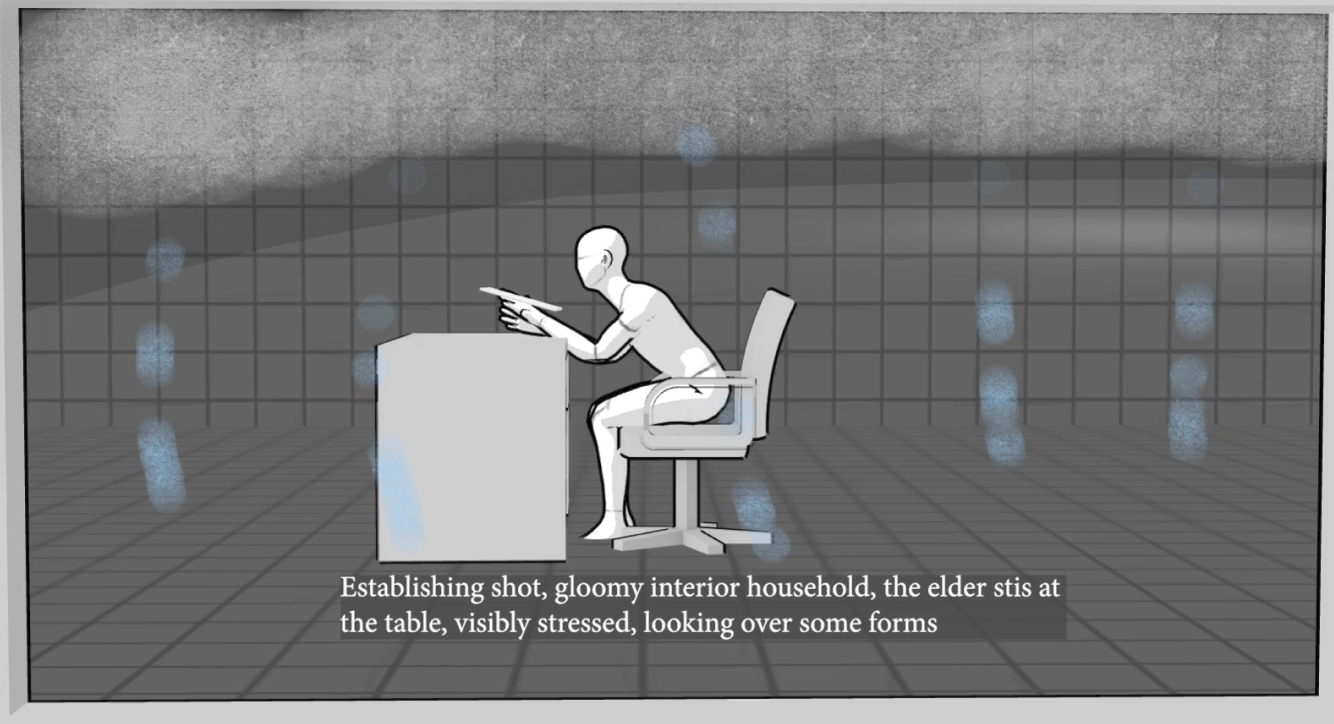 Establishing shot, gloomy interior household, the elder stis at
the table, visibly stressed, looking over some forms